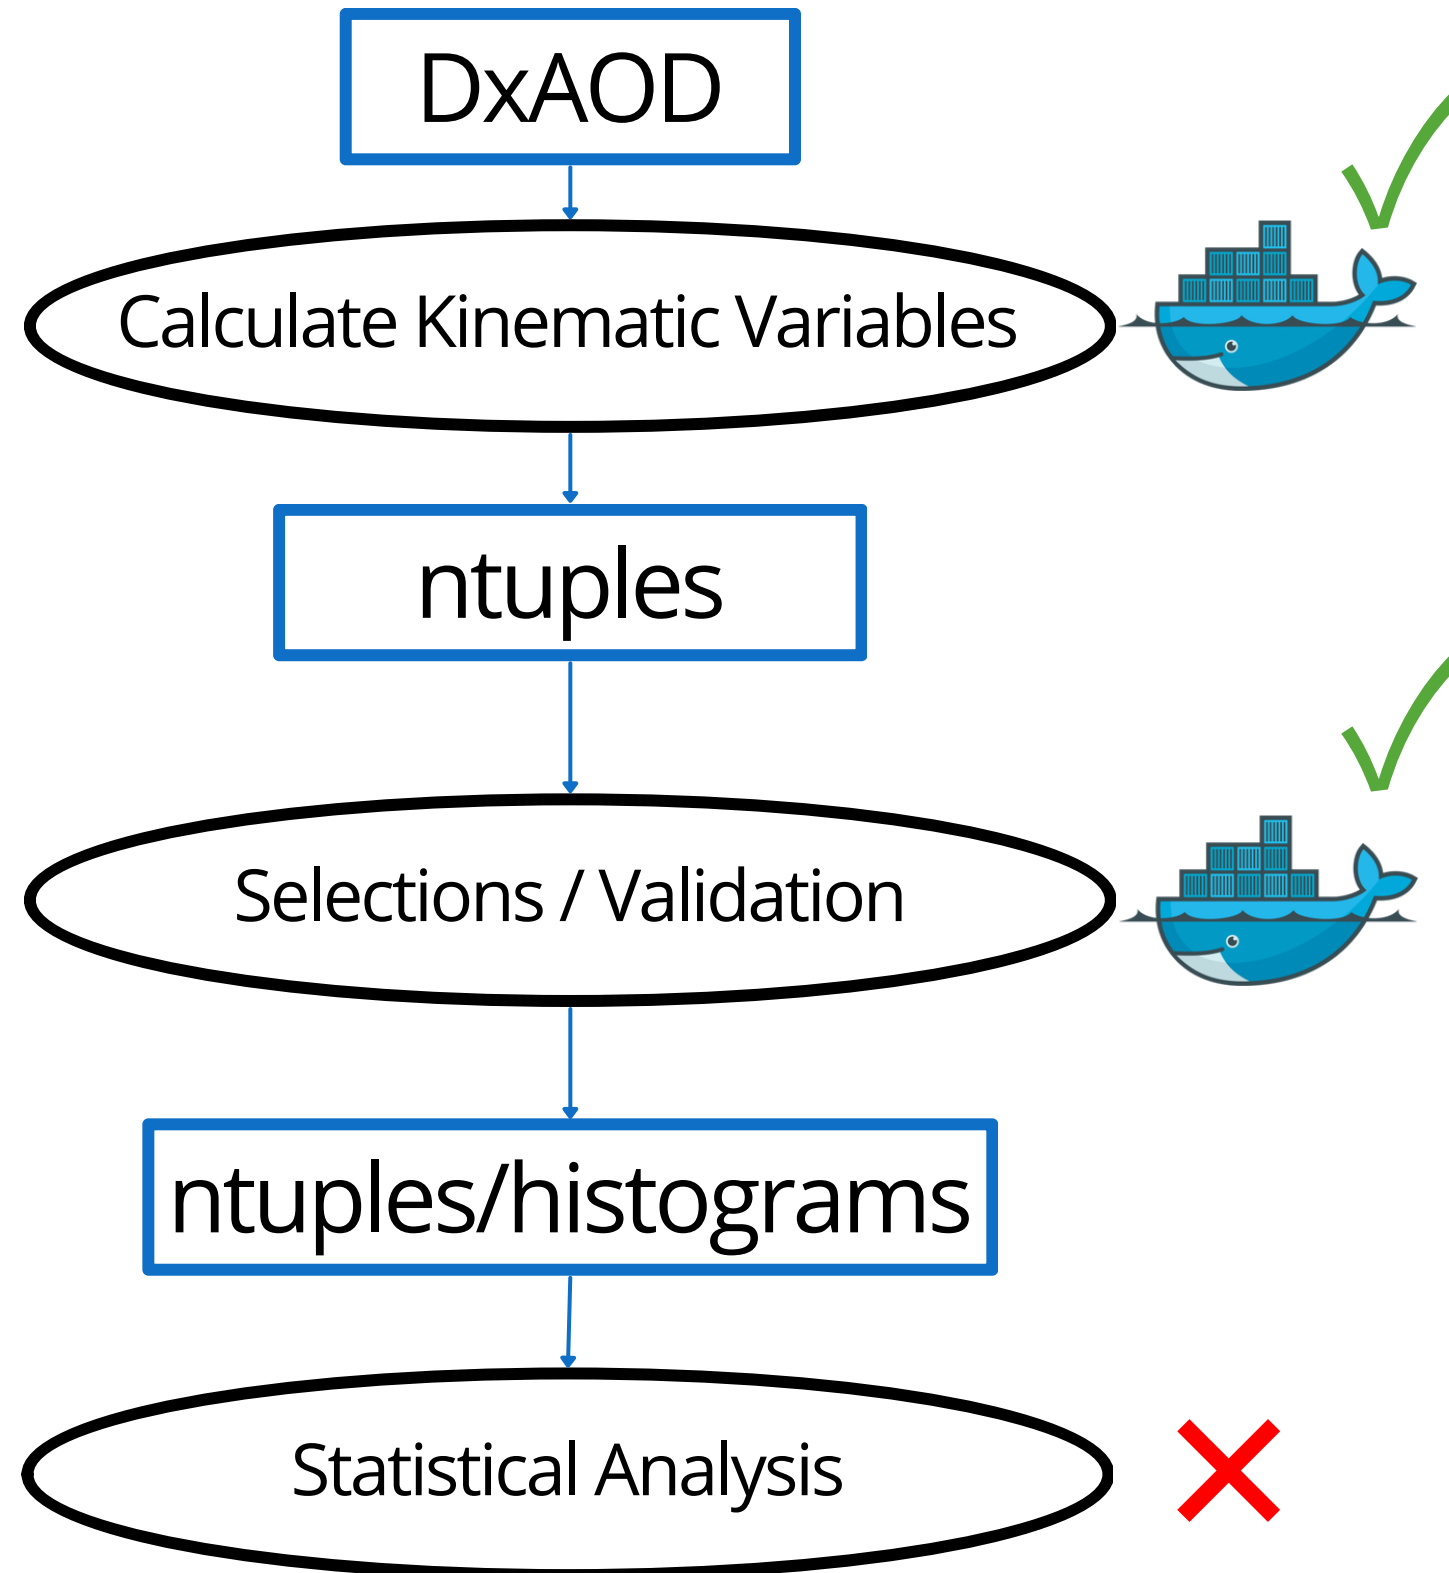 DxAOD
Calculate Kinematic Variables
ntuples
Selections / Validation
ntuples/histograms
Statistical Analysis